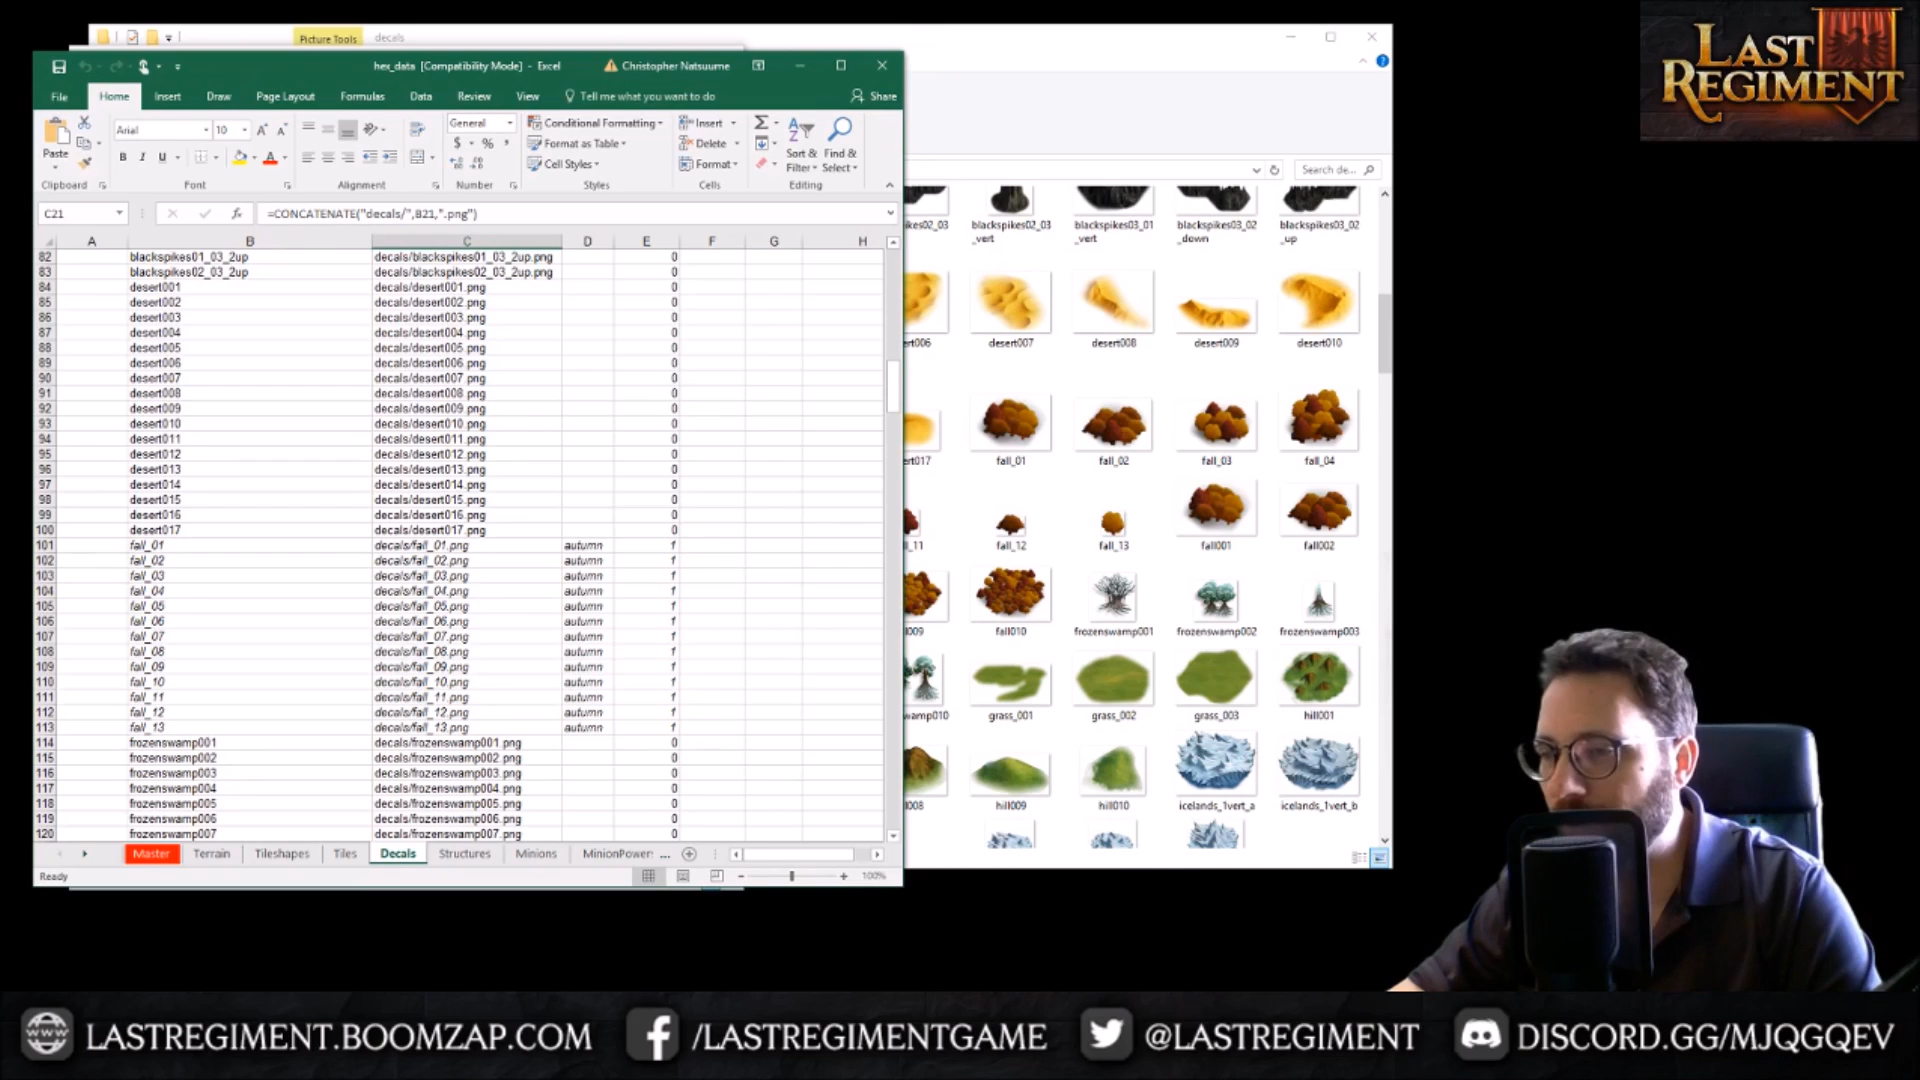 Picture Tools
decals
hex_data [Compatibility Mode] - Excel
Christopher Natsuume
File
Home
Insert
Draw
Page Layout
Formulas
Data
Review
View
Tell me what you want to do
Share
Paste
Arial
10
General
Conditional Formatting
Format as Table
Cell Styles
Insert
Delete
Format
Sort & Filter
Find & Select
Clipboard
Font
Alignment
Number
Styles
Cells
Editing
C21
=CONCATENATE("decals/",B21,".png")
A B C D E F G H
82 blackspikes01_03_2up decals/blackspikes01_03_2up.png 0
83 blackspikes02_03_2up decals/blackspikes02_03_2up.png 0
84 desert001 decals/desert001.png 0
85 desert002 decals/desert002.png 0
86 desert003 decals/desert003.png 0
87 desert004 decals/desert004.png 0
88 desert005 decals/desert005.png 0
89 desert006 decals/desert006.png 0
90 desert007 decals/desert007.png 0
91 desert008 decals/desert008.png 0
92 desert009 decals/desert009.png 0
93 desert010 decals/desert010.png 0
94 desert011 decals/desert011.png 0
95 desert012 decals/desert012.png 0
96 desert013 decals/desert013.png 0
97 desert014 decals/desert014.png 0
98 desert015 decals/desert015.png 0
99 desert016 decals/desert016.png 0
100 desert017 decals/desert017.png 0
101 fall_01 decals/fall_01.png autumn 1
102 fall_02 decals/fall_02.png autumn 1
103 fall_03 decals/fall_03.png autumn 1
104 fall_04 decals/fall_04.png autumn 1
105 fall_05 decals/fall_05.png autumn 1
106 fall_06 decals/fall_06.png autumn 1
107 fall_07 decals/fall_07.png autumn 1
108 fall_08 decals/fall_08.png autumn 1
109 fall_09 decals/fall_09.png autumn 1
110 fall_10 decals/fall_10.png autumn 1
111 fall_11 decals/fall_11.png autumn 1
112 fall_12 decals/fall_12.png autumn 1
113 fall_13 decals/fall_13.png autumn 1
114 frozenswamp001 decals/frozenswamp001.png 0
115 frozenswamp002 decals/frozenswamp002.png 0
116 frozenswamp003 decals/frozenswamp003.png 0
117 frozenswamp004 decals/frozenswamp004.png 0
118 frozenswamp005 decals/frozenswamp005.png 0
119 frozenswamp006 decals/frozenswamp006.png 0
120 frozenswamp007 decals/frozenswamp007.png 0
Master Terrain Tileshapes Tiles Decals Structures Minions MinionPower: ...
Ready
100%
Search de...
kes02_03 blackspikes02_03_vert blackspikes03_01_vert blackspikes03_02_down blackspikes03_02_up
ert006 desert007 desert008 desert009 desert010
ert017 fall_01 fall_02 fall_03 fall_04
_11 fall_12 fall_13 fall001 fall002
l009 fall010 frozenswamp001 frozenswamp002 frozenswamp003
wamp010 grass_001 grass_002 grass_003 hill001
l008 hill009 hill010 icelands_1vert_a icelands_1vert_b
LAST
REGIMENT
LASTREGIMENT.BOOMZAP.COM
/LASTREGIMENTGAME
@LASTREGIMENT
DISCORD.GG/MJQGQEV